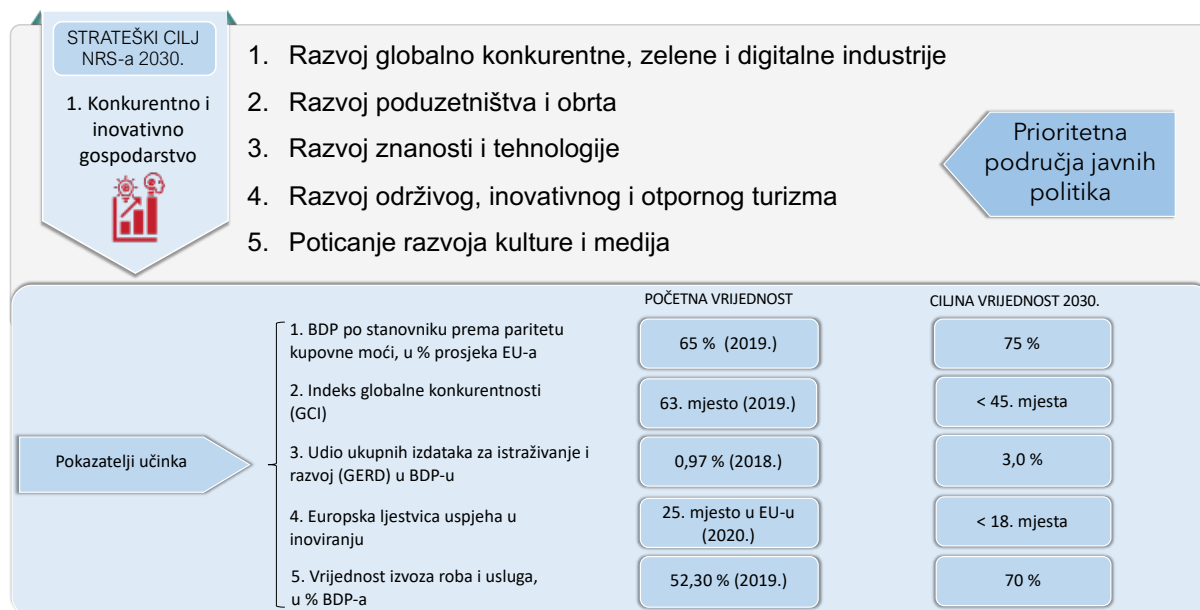 STRATEŠKI CILJ
NRS-a 2030.
1. Konkurentno i
inovativno
gospodarstvo
1. Razvoj globalno konkurentne, zelene i digitalne industrije
2. Razvoj poduzetništva i obrta
3. Razvoj znanosti i tehnologije
4. Razvoj održivog, inovativnog i otpornog turizma
5. Poticanje razvoja kulture i medija
Prioritetna
područja javnih
politika
POČETNA VRIJEDNOST
CILJNA VRIJEDNOST 2030.
Pokazatelji učinka
1. BDP po stanovniku prema paritetu
kupovne moći, u % prosjeka EU-a
65 % (2019.)
75 %
2. Indeks globalne konkurentnosti
(GCI)
63. mjesto (2019.)
< 45. mjesta
3. Udio ukupnih izdataka za istraživanje i
razvoj (GERD) u BDP-u
0,97 % (2018.)
3,0 %
4. Europska ljestvica uspjeha u
inoviranju
25. mjesto u EU-u
(2020.)
< 18. mjesta
5. Vrijednost izvoza roba i usluga,
u % BDP-a
52,30 % (2019.)
70 %